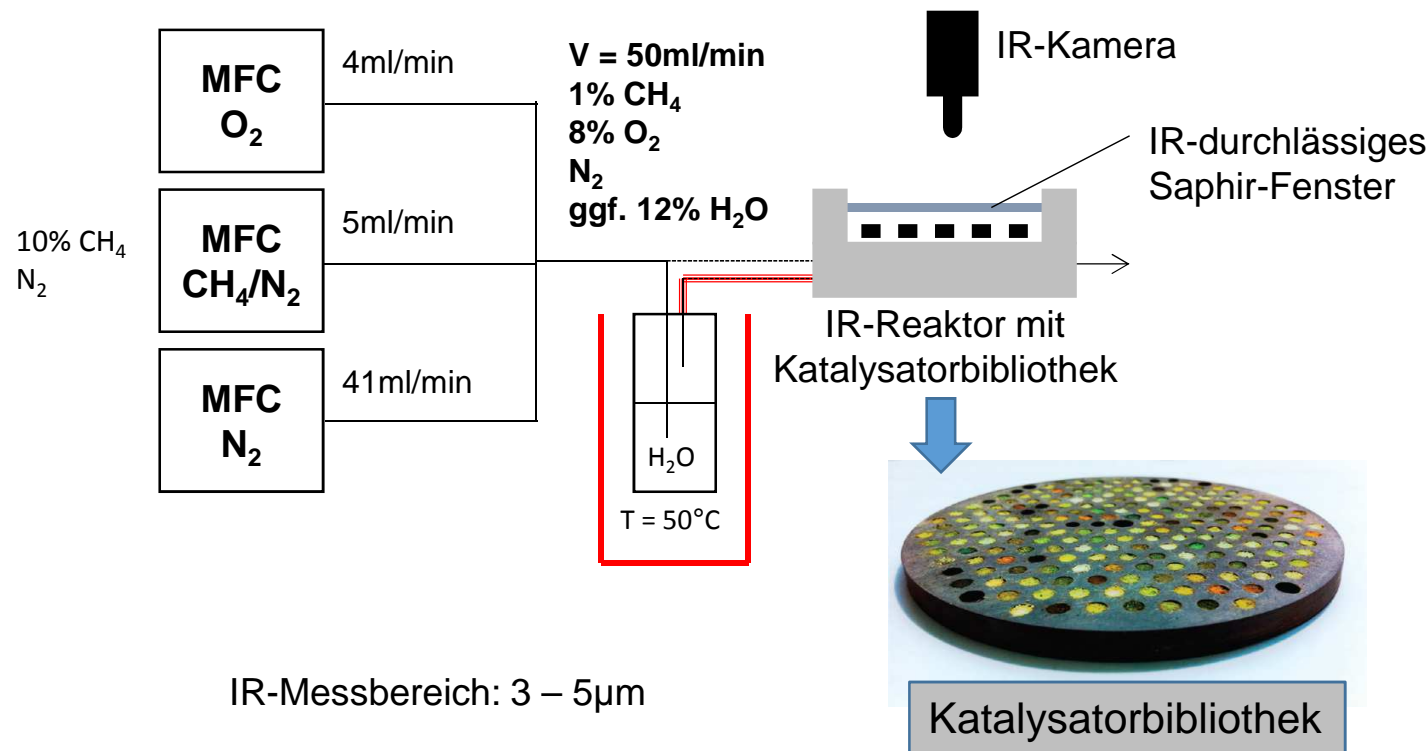 MFC
O₂
4ml/min
10% CH₄
N₂
MFC
CH₄/N₂
5ml/min
MFC
N₂
41ml/min
V = 50ml/min
1% CH₄
8% O₂
N₂
ggf. 12% H₂O
H₂O
T = 50°C
IR-Kamera
IR-durchlässiges
Saphir-Fenster
IR-Reaktor mit
Katalysatorbibliothek
IR-Messbereich: 3 – 5µm
Katalysatorbibliothek